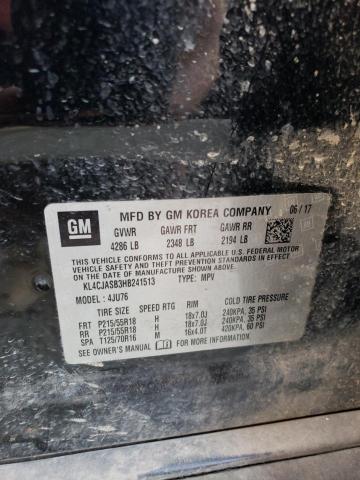 GM
MFD BY GM KOREA COMPANY 06/17
GVWR GAWR FRT GAWR RR
4286 LB 2348 LB 2194 LB
THIS VEHICLE CONFORMS TO ALL APPLICABLE U.S. FEDERAL MOTOR
VEHICLE SAFETY, BUMPER, AND THEFT PREVENTION STANDARDS IN
EFFECT ON THE DATE OF MANUFACTURE SHOWN ABOVE.
KL4CJASB3HB241513 TYPE: MPV
MODEL: 4JU76
TIRE SIZE SPEED RTG RIM COLD TIRE PRESSURE
FRT P215/55R18 H 18x7.0J 240KPA, 35 PSI
RR P215/55R18 H 18x7.0J 240KPA, 35 PSI
SPA T125/70R16 M 16x4.0T 420KPA, 60 PSI
SEE OWNER'S MANUAL FOR MORE INFORMATION.